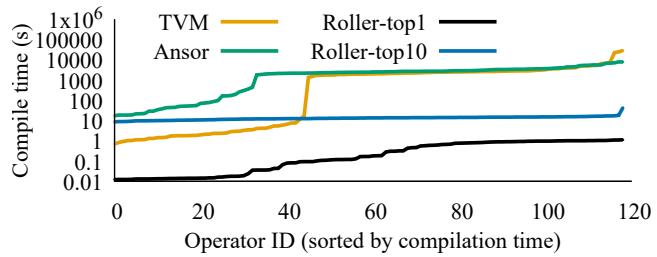 Compile time (s)
1x10⁶
100000
10000
1000
100
10
1
0.1
0.01
TVM
Roller-top1
Ansor
Roller-top10
0 20 40 60 80 100 120
Operator ID (sorted by compilation time)